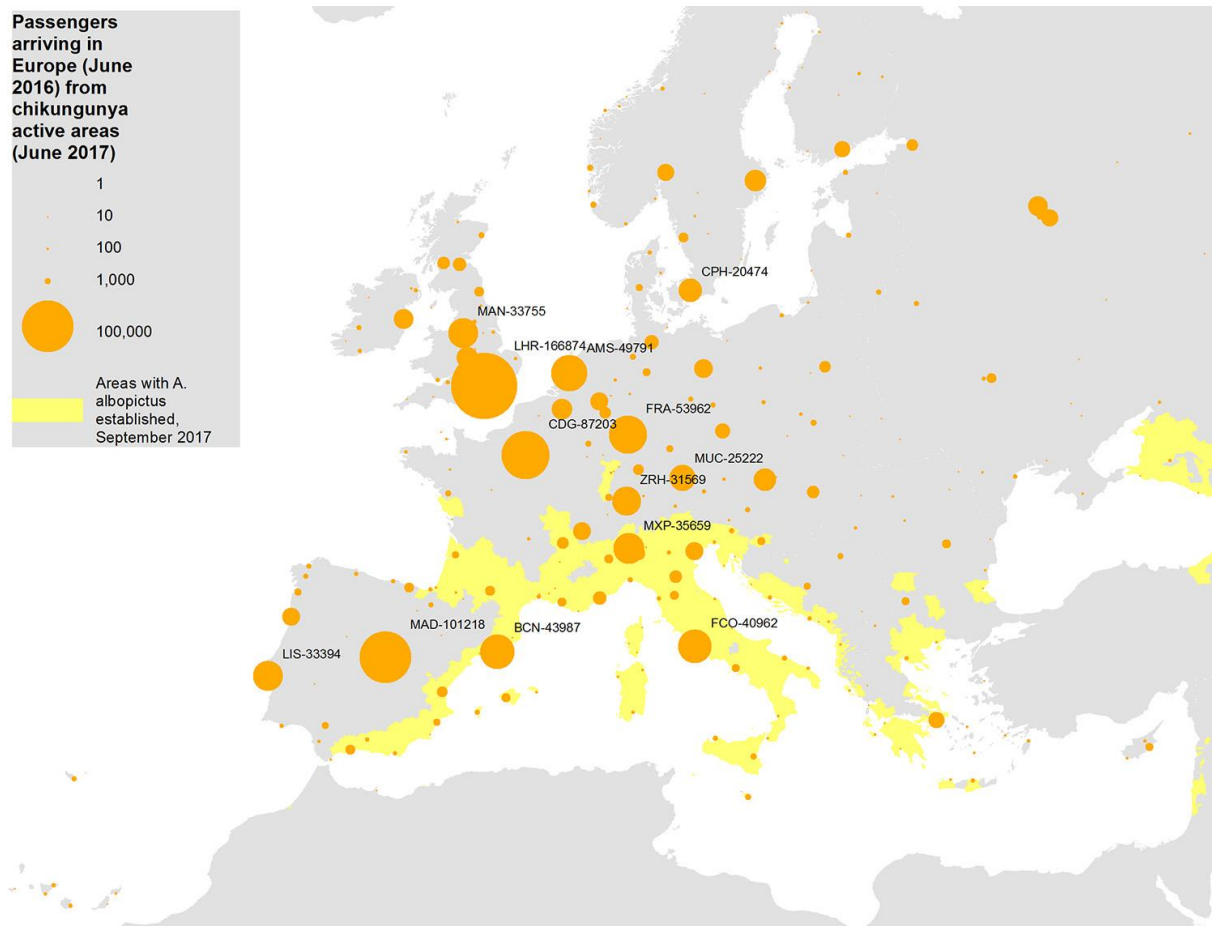 Passengers
arriving in
Europe (June
2016) from
chikungunya
active areas
(June 2017)
1
10
100
1,000
100,000
Areas with A.
albopictus
established,
September 2017
CPH-20474
MAN-33755
LHR-166874
AMS-49791
FRA-53962
CDG-87203
MUC-25222
ZRH-31569
MXP-35659
MAD-101218
BCN-43987
FCO-40962
LIS-33394